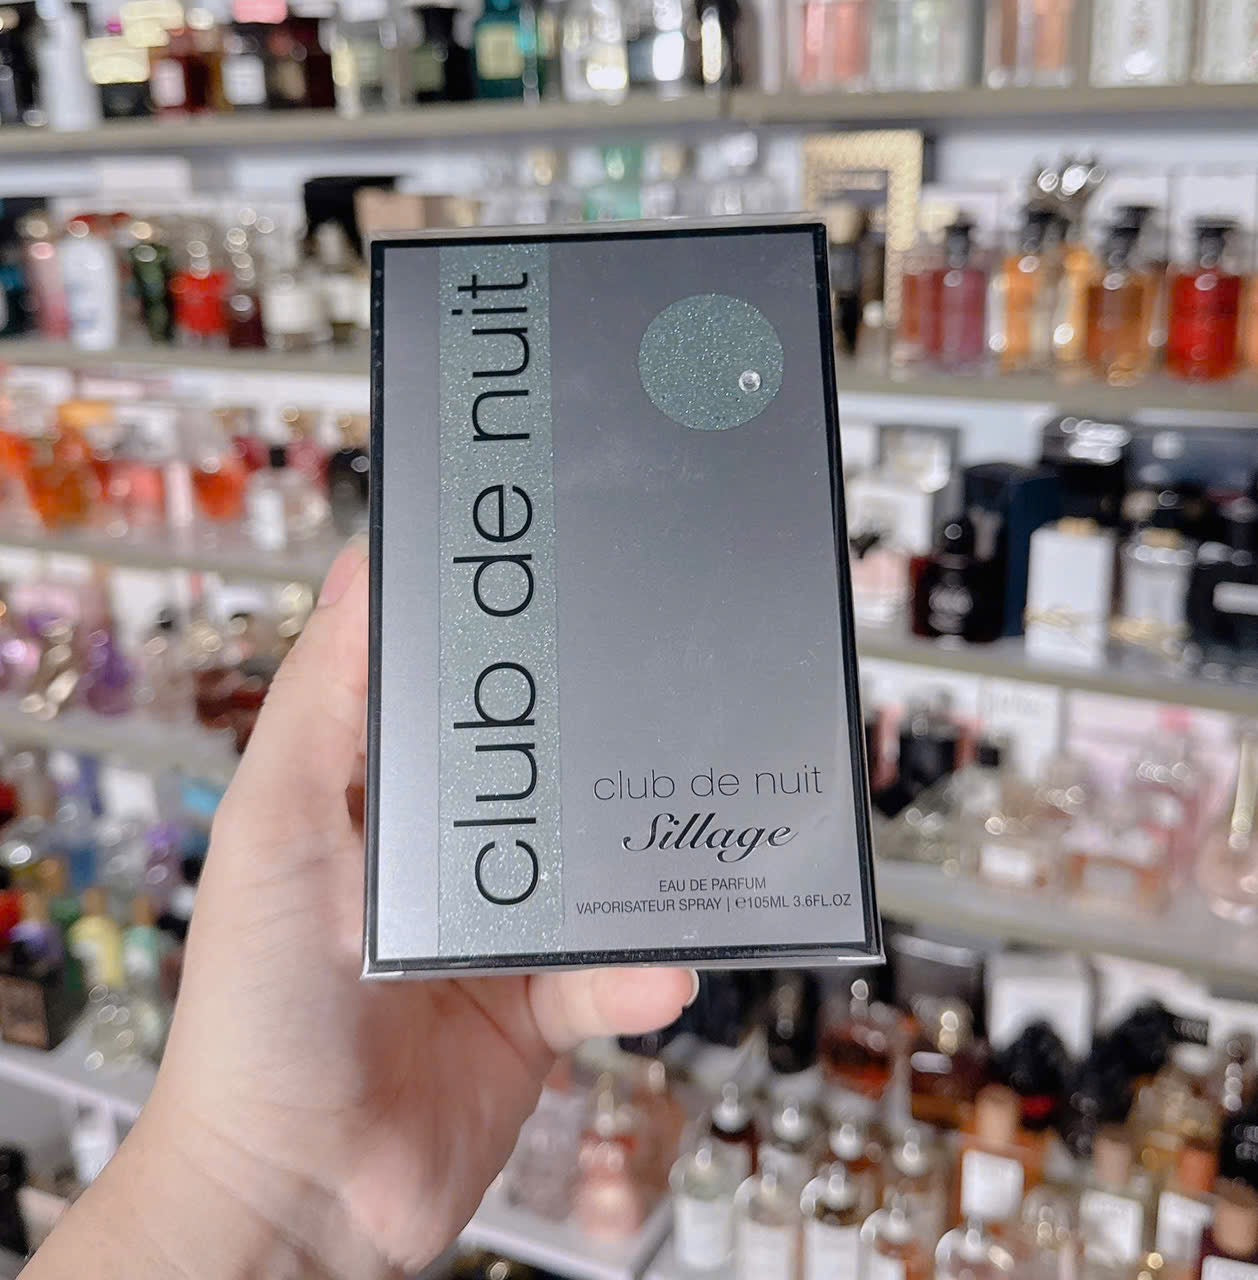 club de nuit
club de nuit
Sillage
EAU DE PARFUM
VAPORISATEUR SPRAY | ℮105ML 3.6FL.OZ